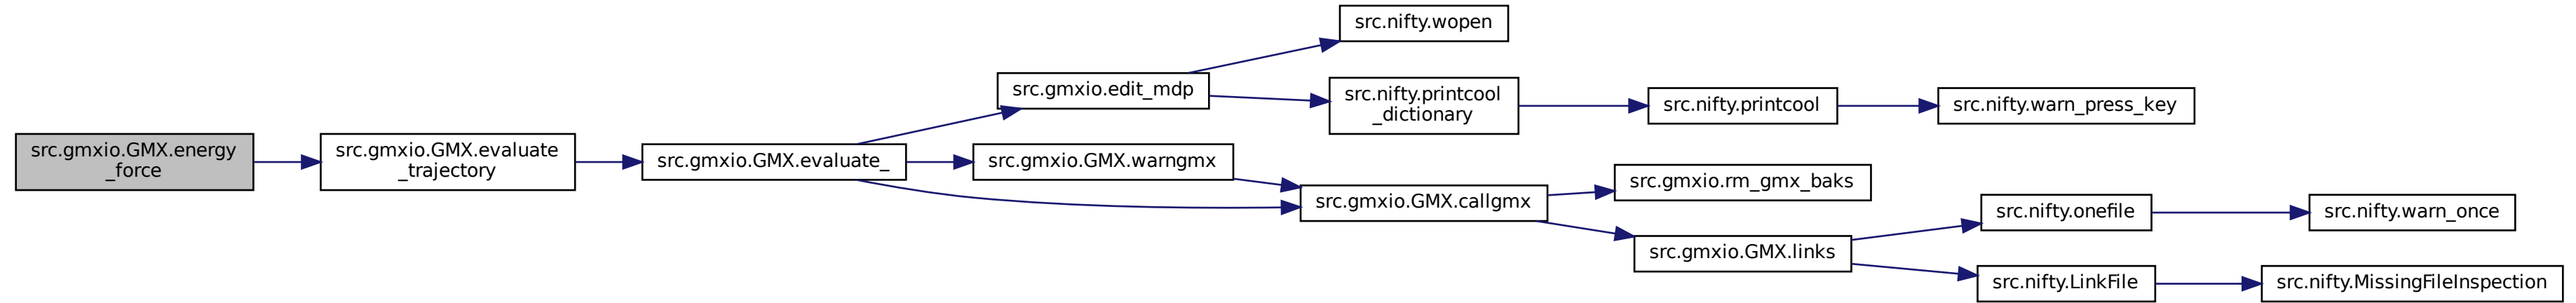 src.gmxio.GMX.energy
_force
src.gmxio.GMX.evaluate
_trajectory
src.gmxio.GMX.evaluate_
src.gmxio.edit_mdp
src.nifty.wopen
src.nifty.printcool
_dictionary
src.nifty.printcool
src.nifty.warn_press_key
src.gmxio.GMX.warngmx
src.gmxio.GMX.callgmx
src.gmxio.rm_gmx_baks
src.gmxio.GMX.links
src.nifty.onefile
src.nifty.warn_once
src.nifty.LinkFile
src.nifty.MissingFileInspection